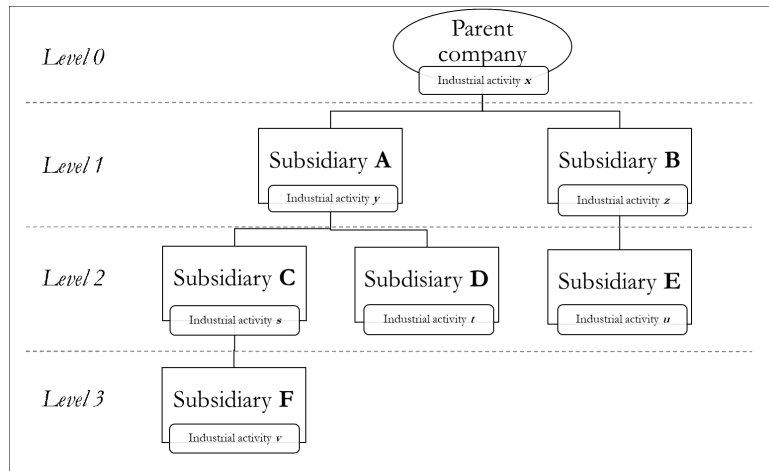 Level 0
Parent
company
Industrial activity x
Level 1
Subsidiary A
Subsidiary B
Industrial activity y
Industrial activity z
Level 2
Subsidiary C
Subdisiary D
Subsidiary E
Industrial activity s
Industrial activity t
Industrial activity u
Level 3
Subsidiary F
Industrial activity v